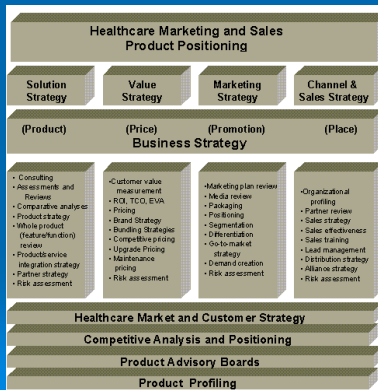 Healthcare Marketing and Sales
Product Positioning
Solution
Strategy
Value
Strategy
Marketing
Strategy
Channel &
Sales Strategy
(Product)
(Price)
(Promotion)
(Place)
Business Strategy
• Consulting
• Assessments and
Reviews
• Comparative analyses
• Product strategy
• Whole product
(feature/function)
review
• Product/service
integration strategy
• Partner strategy
• Risk assessment
•Customer value
measurement
• ROI, TCO, EVA
• Pricing
• Brand Strategy
• Bundling Strategies
• Competitive pricing
• Upgrade Pricing
• Maintenance
pricing
• Risk assessment
•Marketing plan review
• Media review
• Packaging
• Positioning
• Segmentation
• Differentiation
• Go-to-market
strategy
• Demand creation
• Risk assessment
•Organizational
profiling
• Partner review
• Sales strategy
• Sales effectiveness
• Sales training
• Lead management
• Distribution strategy
• Alliance strategy
• Risk assessment
Healthcare Market and Customer Strategy
Competitive Analysis and Positioning
Product Advisory Boards
Product Profiling